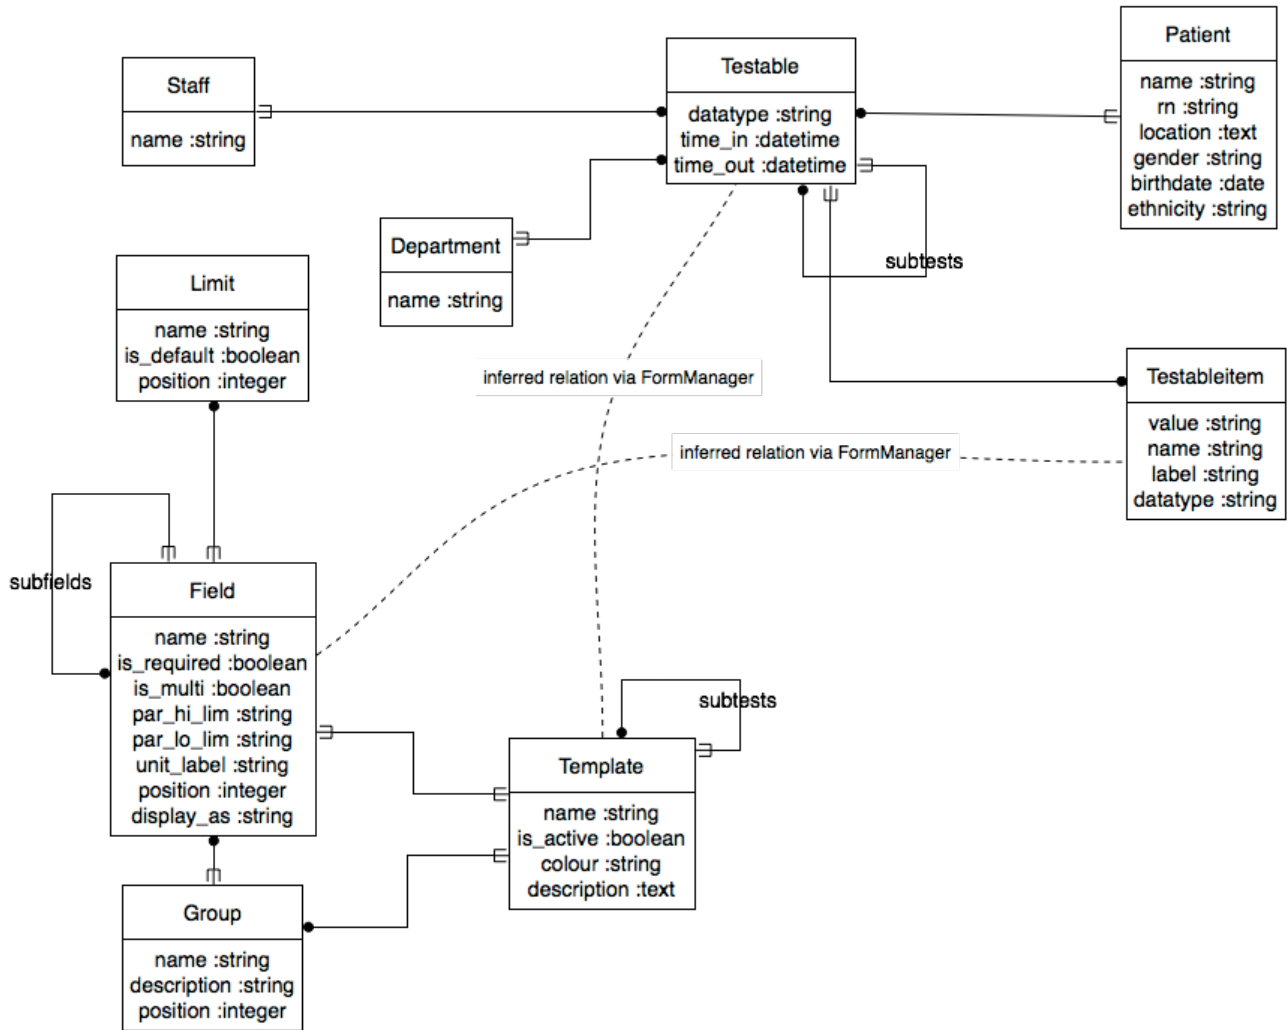 Patient
name :string
rn :string
location :text
gender :string
birthdate :date
ethnicity :string
Testable
datatype :string
time_in :datetime
time_out :datetime
subtests
Staff
name :string
Department
name :string
Limit
name :string
is_default :boolean
position :integer
inferred relation via FormManager
Testableitem
value :string
name :string
label :string
datatype :string
inferred relation via FormManager
subfields
Field
name :string
is_required :boolean
is_multi :boolean
par_hi_lim :string
par_lo_lim :string
unit_label :string
position :integer
display_as :string
subtests
Template
name :string
is_active :boolean
colour :string
description :text
Group
name :string
description :string
position :integer